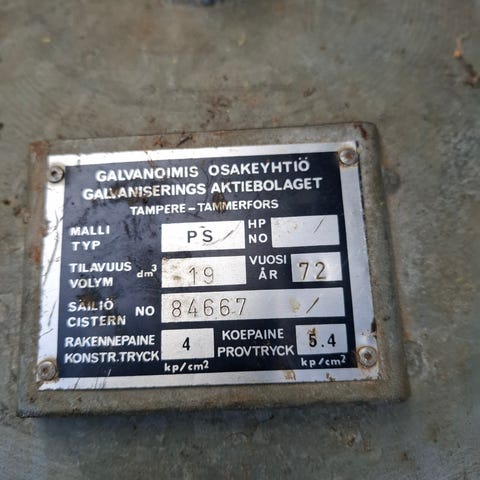 GALVANOIMIS OSAKEYHTIÖ
GALVANISERINGS AKTIEBOLAGET
TAMPERE-TAMMERFORS
MALLI TYP PS / HP NO /
TILAVUUS VOLYM dm³ 19 VUOSI ÅR 72
SÄILIÖ CISTERN NO 84667 /
RAKENNEPAINE KONSTR.TRYCK 4 kp/cm² KOEPAINE PROVTRYCK 5.4 kp/cm²